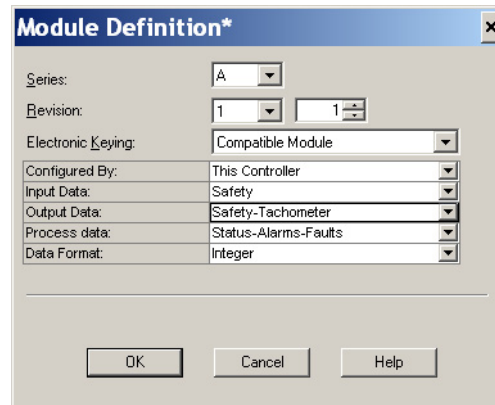 Module Definition*
Series: A
Revision: 1 1
Electronic Keying: Compatible Module
Configured By: This Controller
Input Data: Safety
Output Data: Safety-Tachometer
Process data: Status-Alarms-Faults
Data Format: Integer
OK Cancel Help